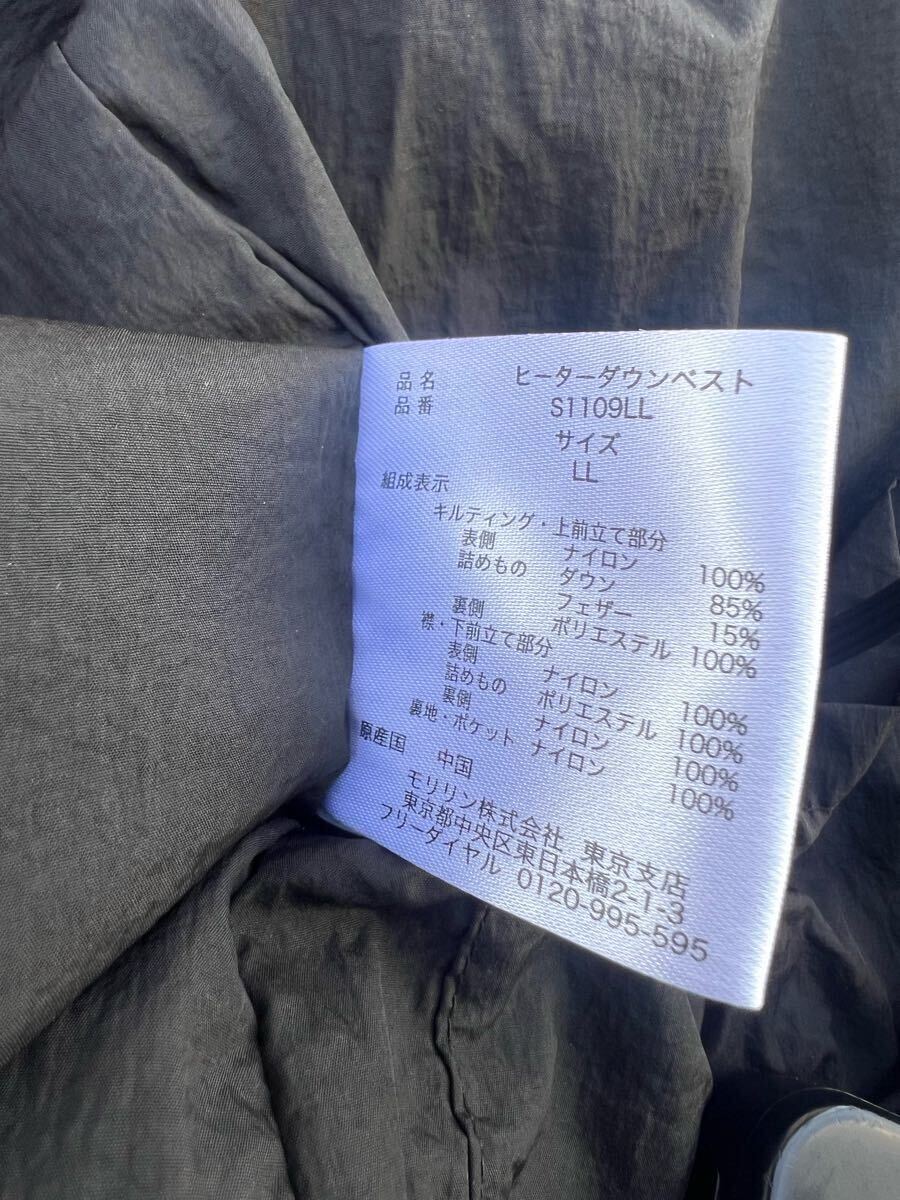 品名 ヒーターダウンベスト
品番 S1109LL
サイズ
LL
組成表示
キルティング・上前立て部分
表側 ナイロン 100%
詰めもの ダウン 85%
フェザー 15%
裏側 ポリエステル 100%
襟・下前立て部分
表側 ナイロン 100%
詰めもの ポリエステル 100%
裏側 ナイロン 100%
裏地・ポケット ナイロン 100%
原産国 中国
モリリン株式会社 東京支店
東京都中央区東日本橋2-1-3
フリーダイヤル 0120-995-595